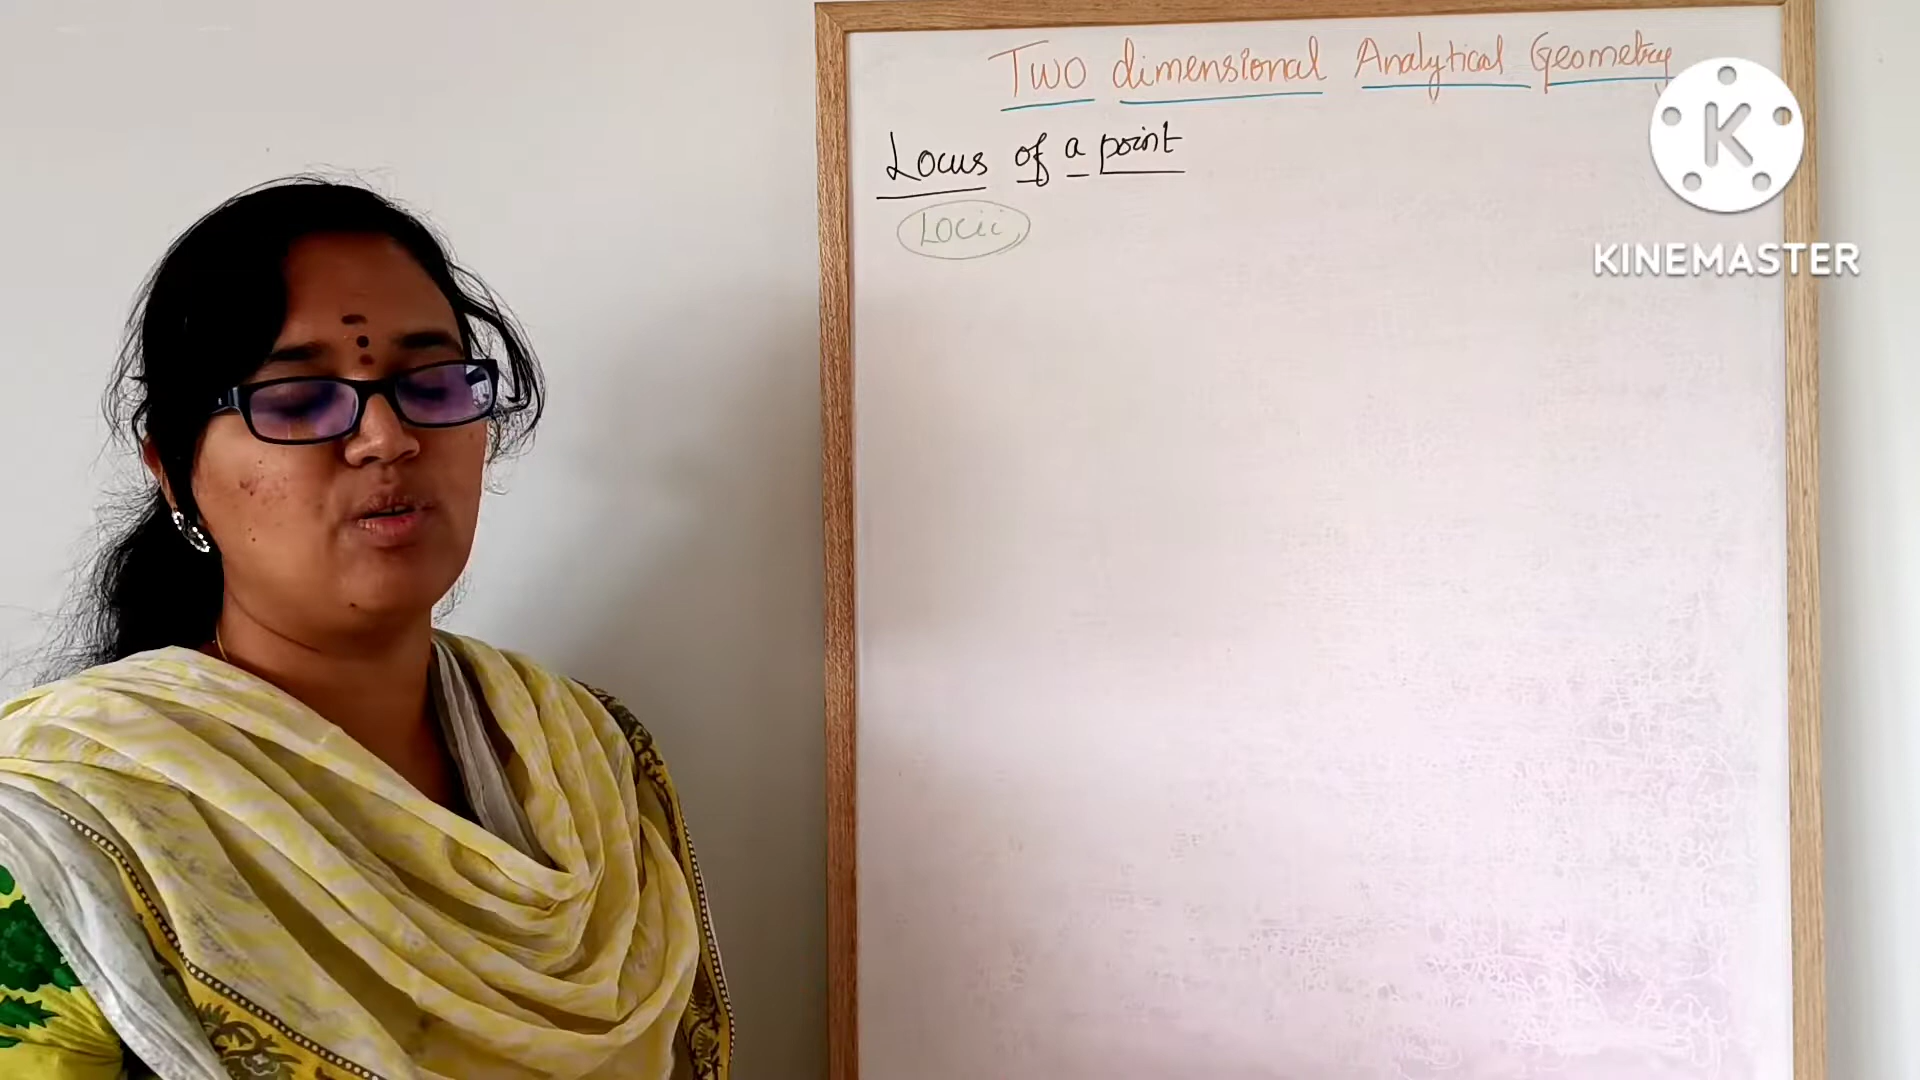 Two dimensional Analytical Geometry
Locus of a point
Locii
K
KINEMASTER